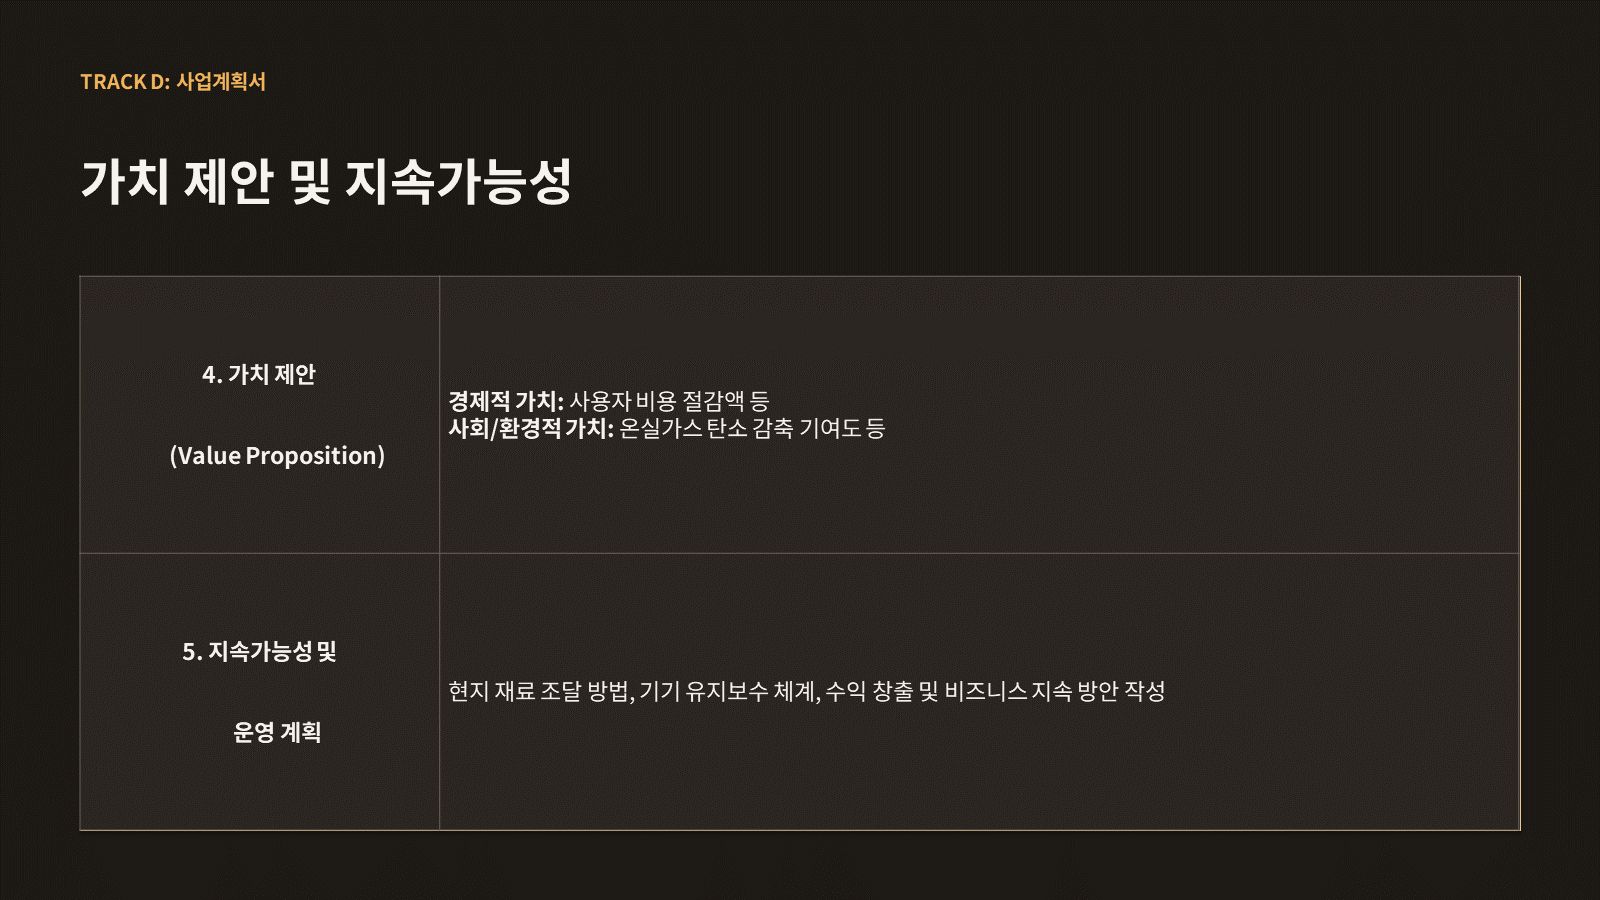 TRACK D: 사업계획서
가치 제안 및 지속가능성
4. 가치 제안
(Value Proposition)
경제적 가치: 사용자 비용 절감액 등
사회/환경적 가치: 온실가스 탄소 감축 기여도 등
5. 지속가능성 및
운영 계획
현지 재료 조달 방법, 기기 유지보수 체계, 수익 창출 및 비즈니스 지속 방안 작성